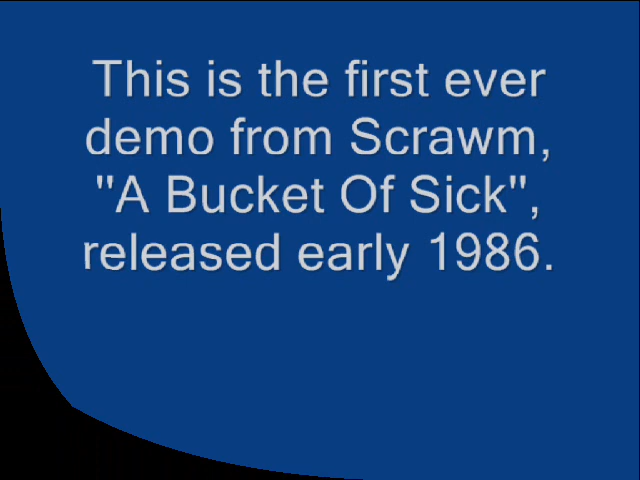 This is the first ever
demo from Scrawm,
"A Bucket Of Sick",
released early 1986.